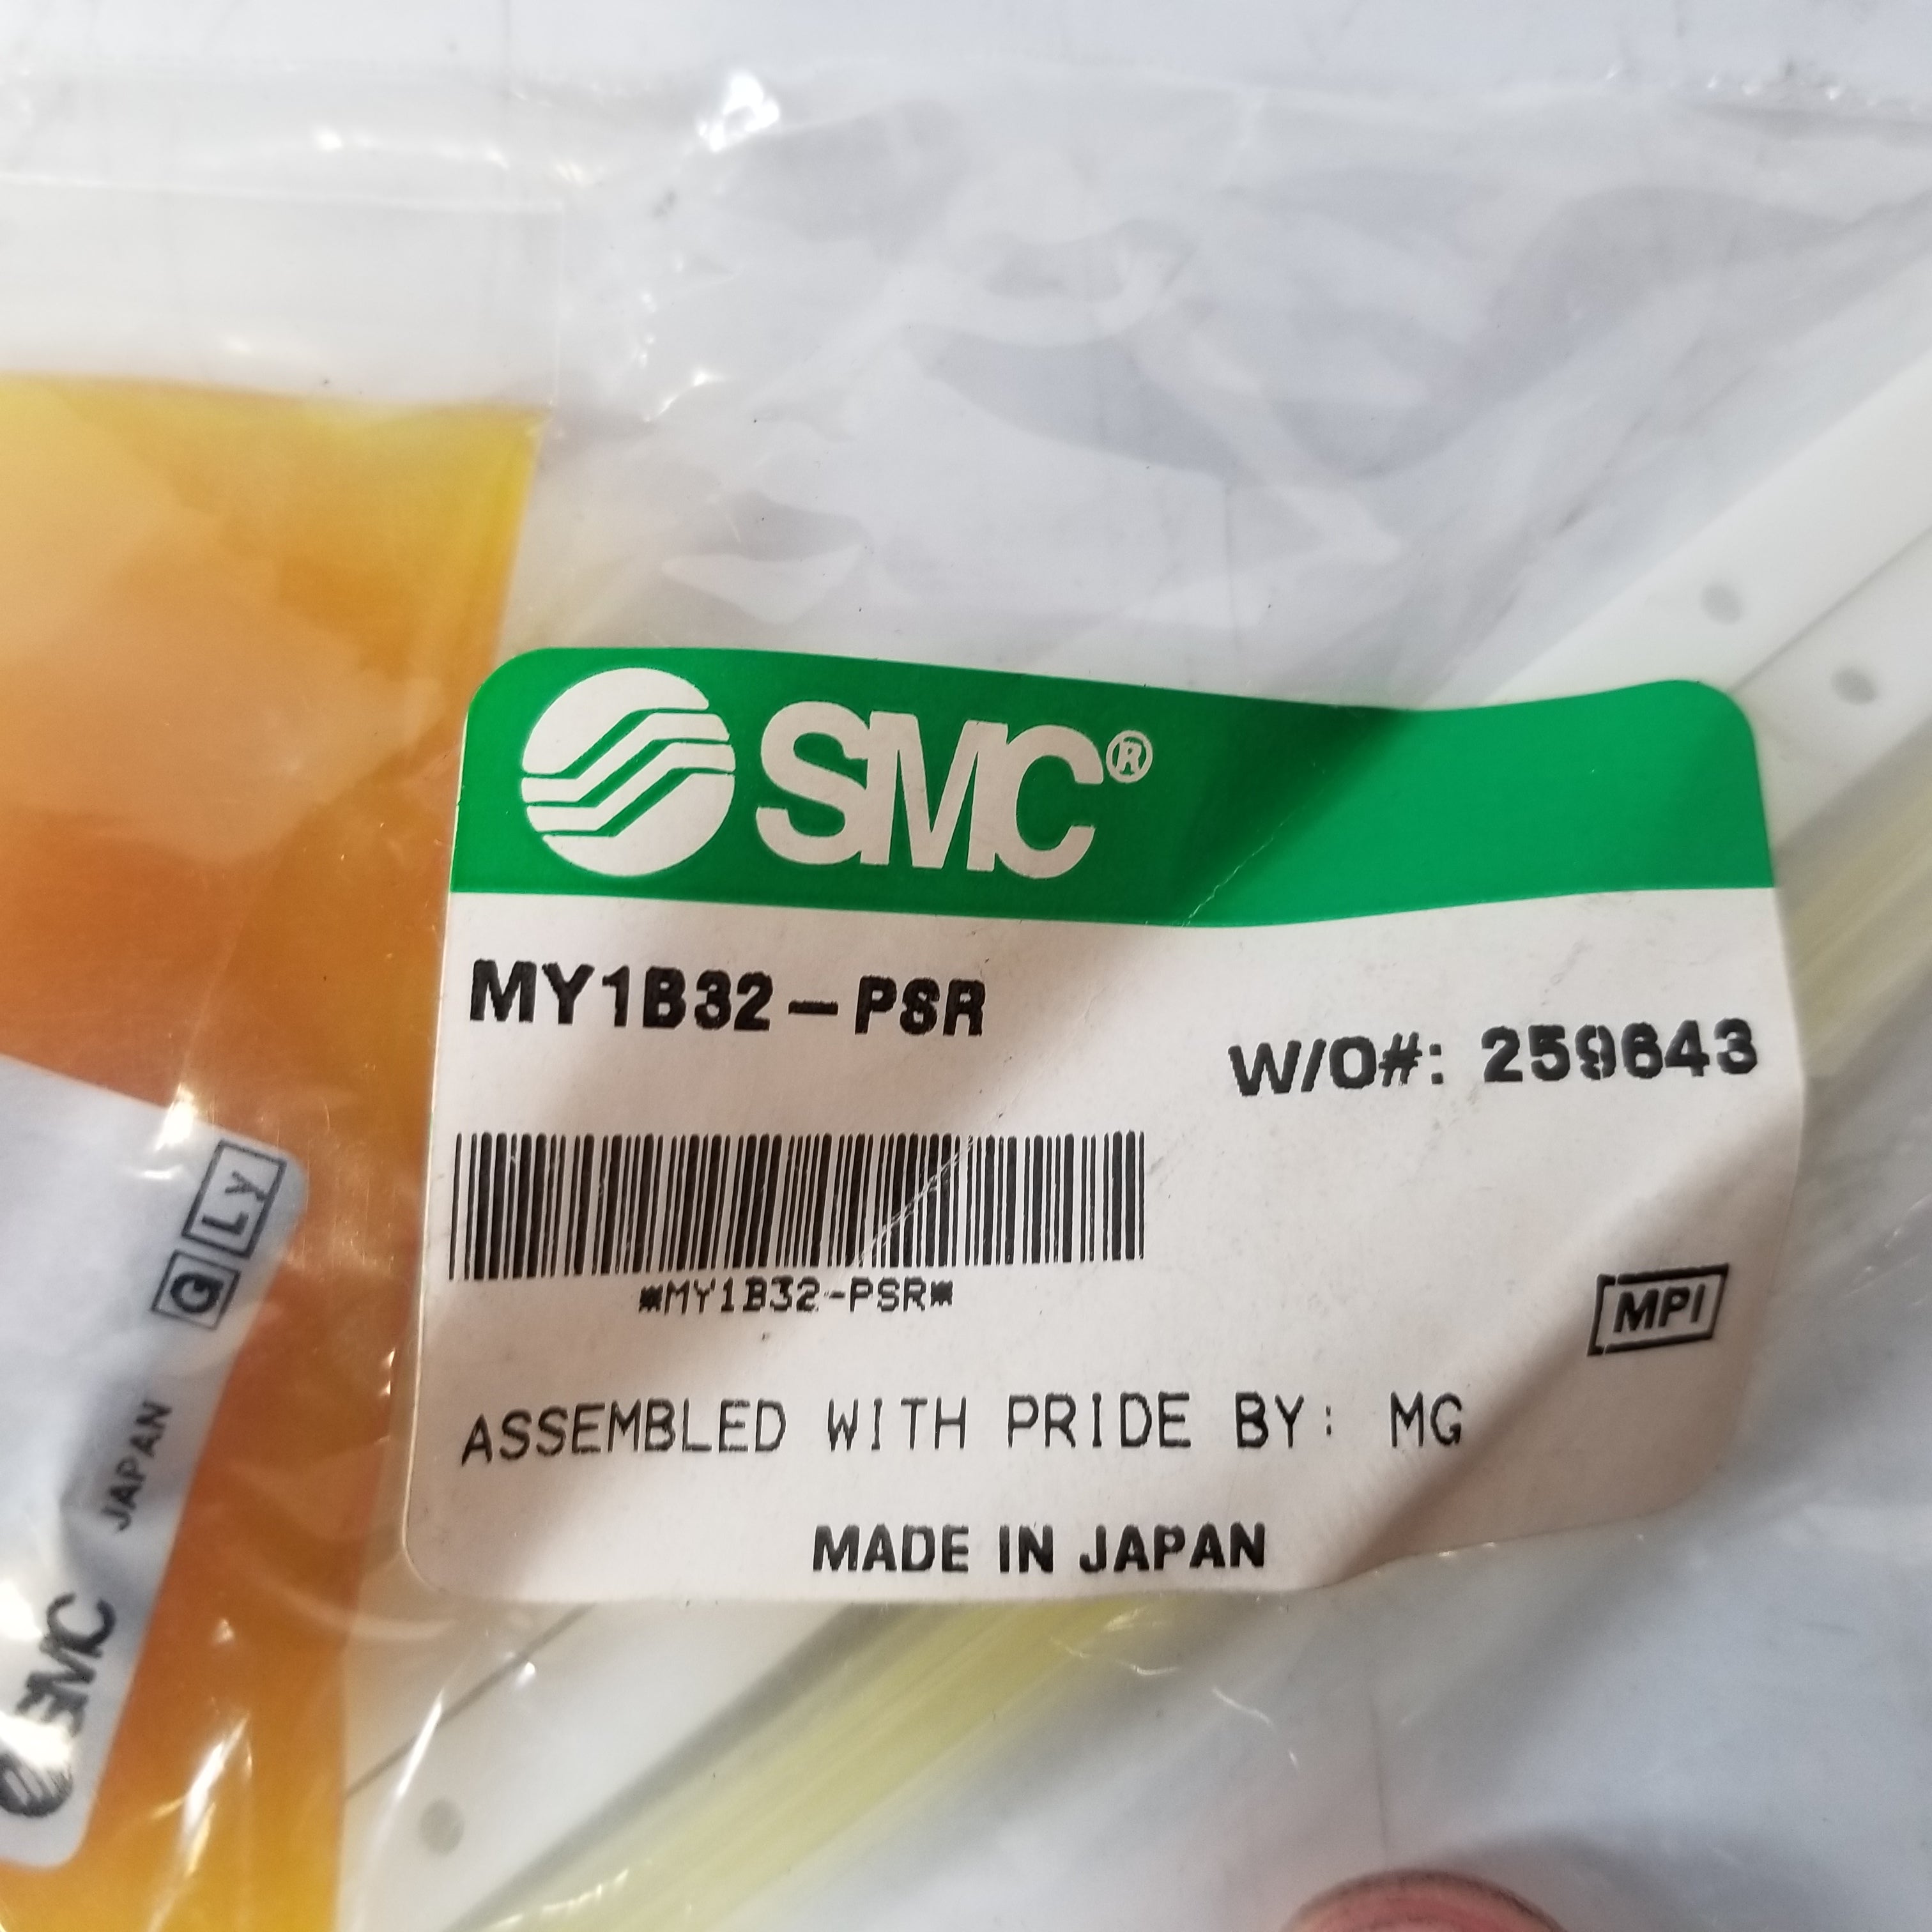 SMC®
MY1B32-PSR
W/O#: 259643
*MY1B32-PSR*
MPI
ASSEMBLED WITH PRIDE BY: MG
MADE IN JAPAN
SMC JAPAN G Ly